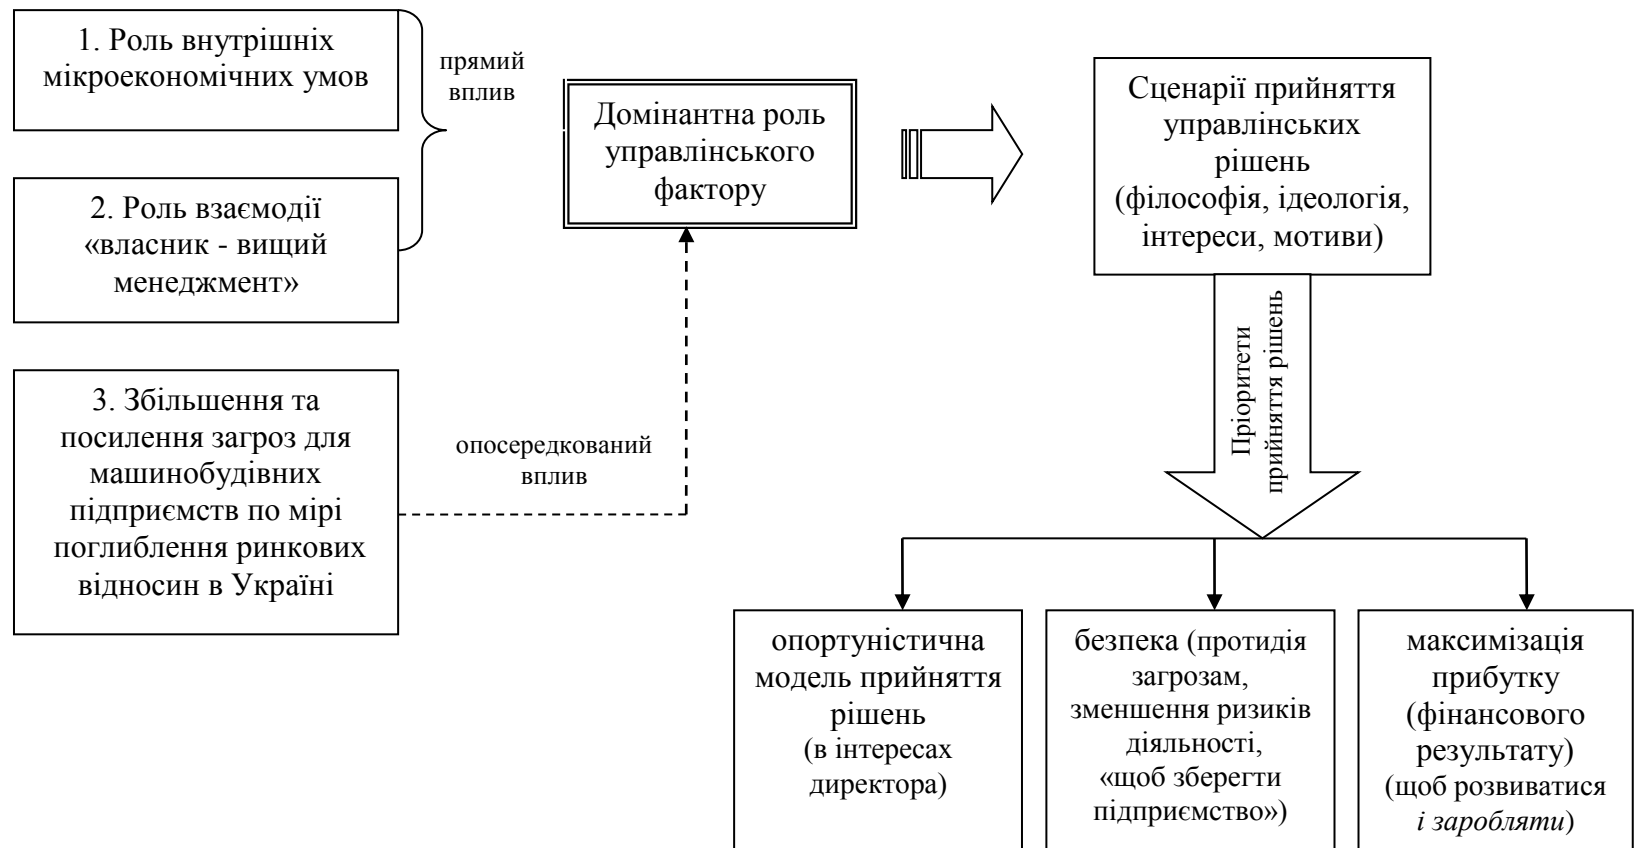 1. Роль внутрішніх
мікроекономічних умов
прямий
вплив
2. Роль взаємодії
«власник - вищий
менеджмент»
3. Збільшення та
посилення загроз для
машинобудівних
підприємств по мірі
поглиблення ринкових
відносин в Україні
опосередкований
вплив
Домінантна роль
управлінського
фактору
Сценарії прийняття
управлінських
рішень
(філософія, ідеологія,
інтереси, мотиви)
Пріоритети
прийняття рішень
опортуністична
модель прийняття
рішень
(в інтересах
директора)
безпека (протидія
загрозам,
зменшення ризиків
діяльності,
«щоб зберегти
підприємство»)
максимізація
прибутку
(фінансового
результату)
(щоб розвиватися
і заробляти)